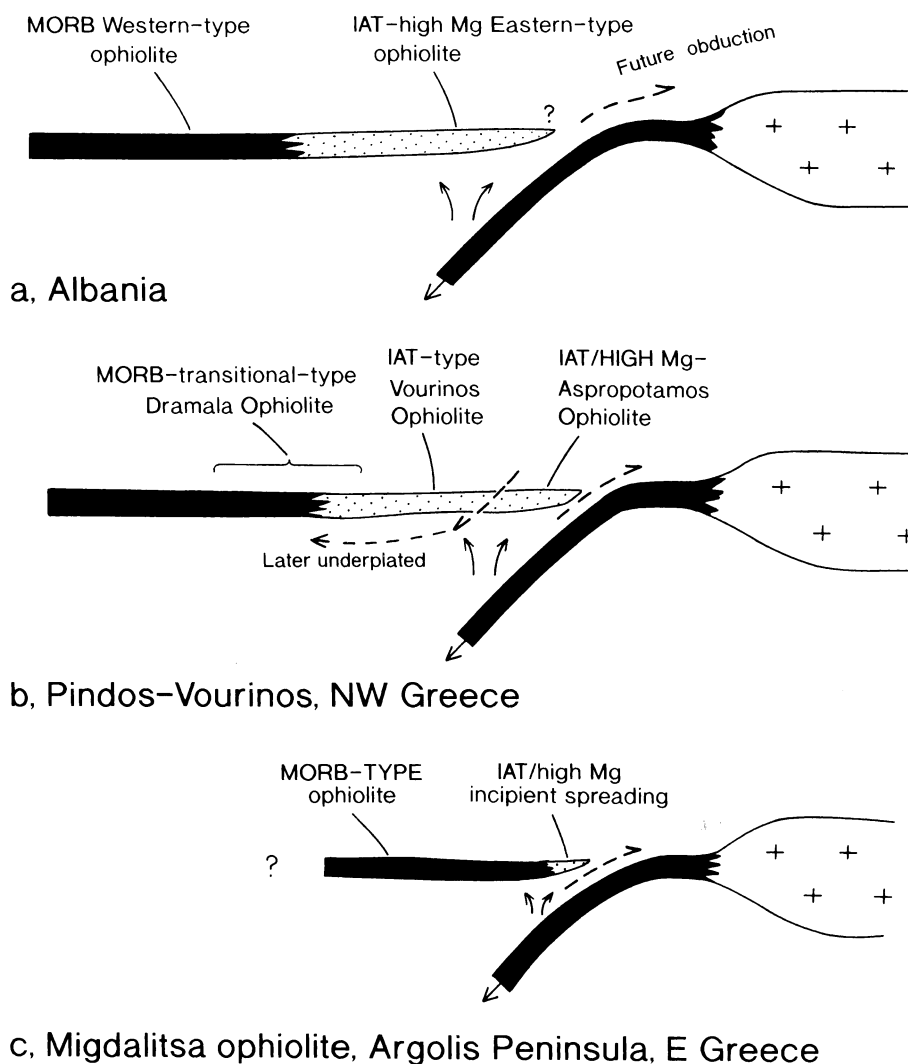 MORB Western-type
ophiolite
IAT-high Mg Eastern-type
ophiolite
Future obduction
?
a, Albania
MORB-transitional-type
Dramala Ophiolite
IAT-type
Vourinos
Ophiolite
IAT/HIGH Mg-
Aspropotamos
Ophiolite
Later underplated
b, Pindos-Vourinos, NW Greece
MORB-TYPE
ophiolite
IAT/high Mg
incipient spreading
?
c, Migdalitsa ophiolite, Argolis Peninsula, E Greece